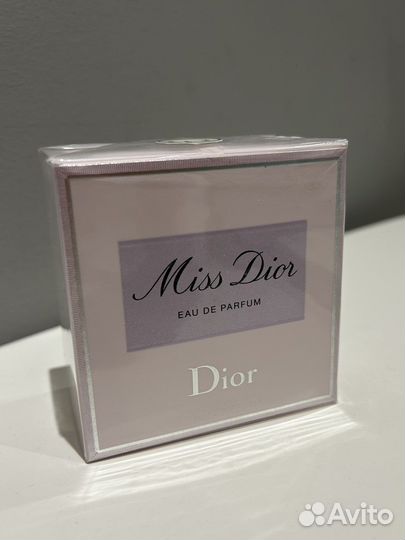 Miss Dior
EAU DE PARFUM
Dior
Avito